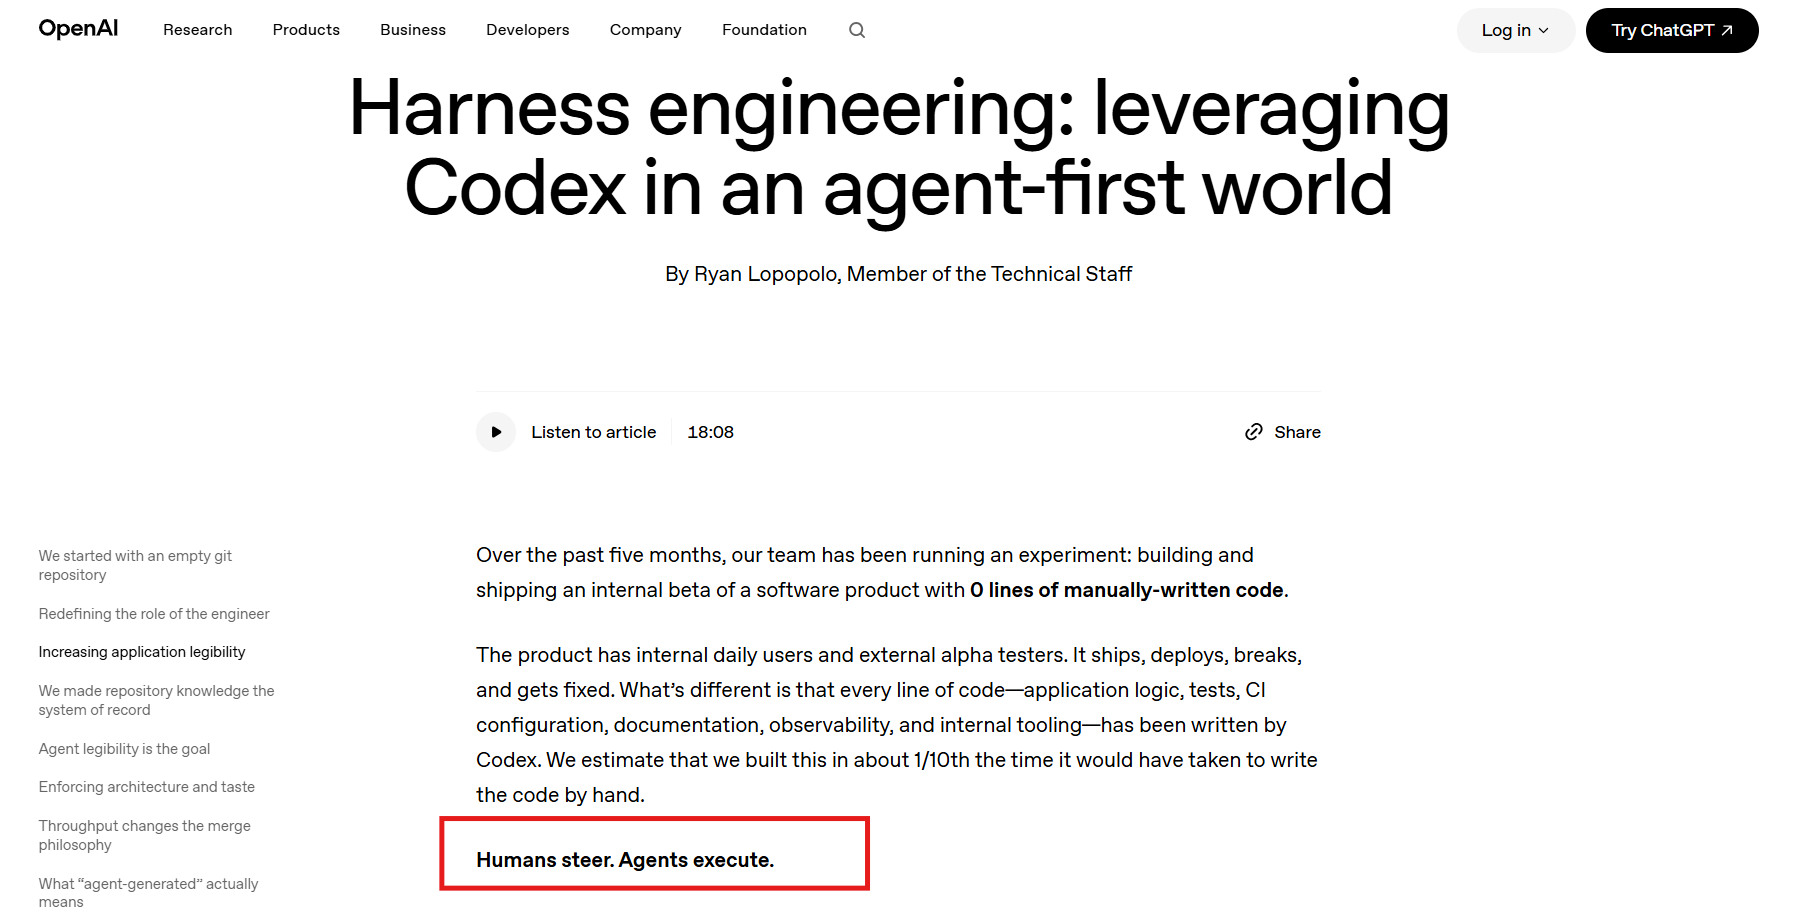 OpenAI
Research
Products
Business
Developers
Company
Foundation
Log in
Try ChatGPT
Harness engineering: leveraging
Codex in an agent-first world
By Ryan Lopopolo, Member of the Technical Staff
Listen to article
18:08
Share
We started with an empty git
repository
Redefining the role of the engineer
Increasing application legibility
We made repository knowledge the
system of record
Agent legibility is the goal
Enforcing architecture and taste
Throughput changes the merge
philosophy
What “agent-generated” actually
means
Over the past five months, our team has been running an experiment: building and
shipping an internal beta of a software product with 0 lines of manually-written code.
The product has internal daily users and external alpha testers. It ships, deploys, breaks,
and gets fixed. What’s different is that every line of code—application logic, tests, CI
configuration, documentation, observability, and internal tooling—has been written by
Codex. We estimate that we built this in about 1/10th the time it would have taken to write
the code by hand.
Humans steer. Agents execute.